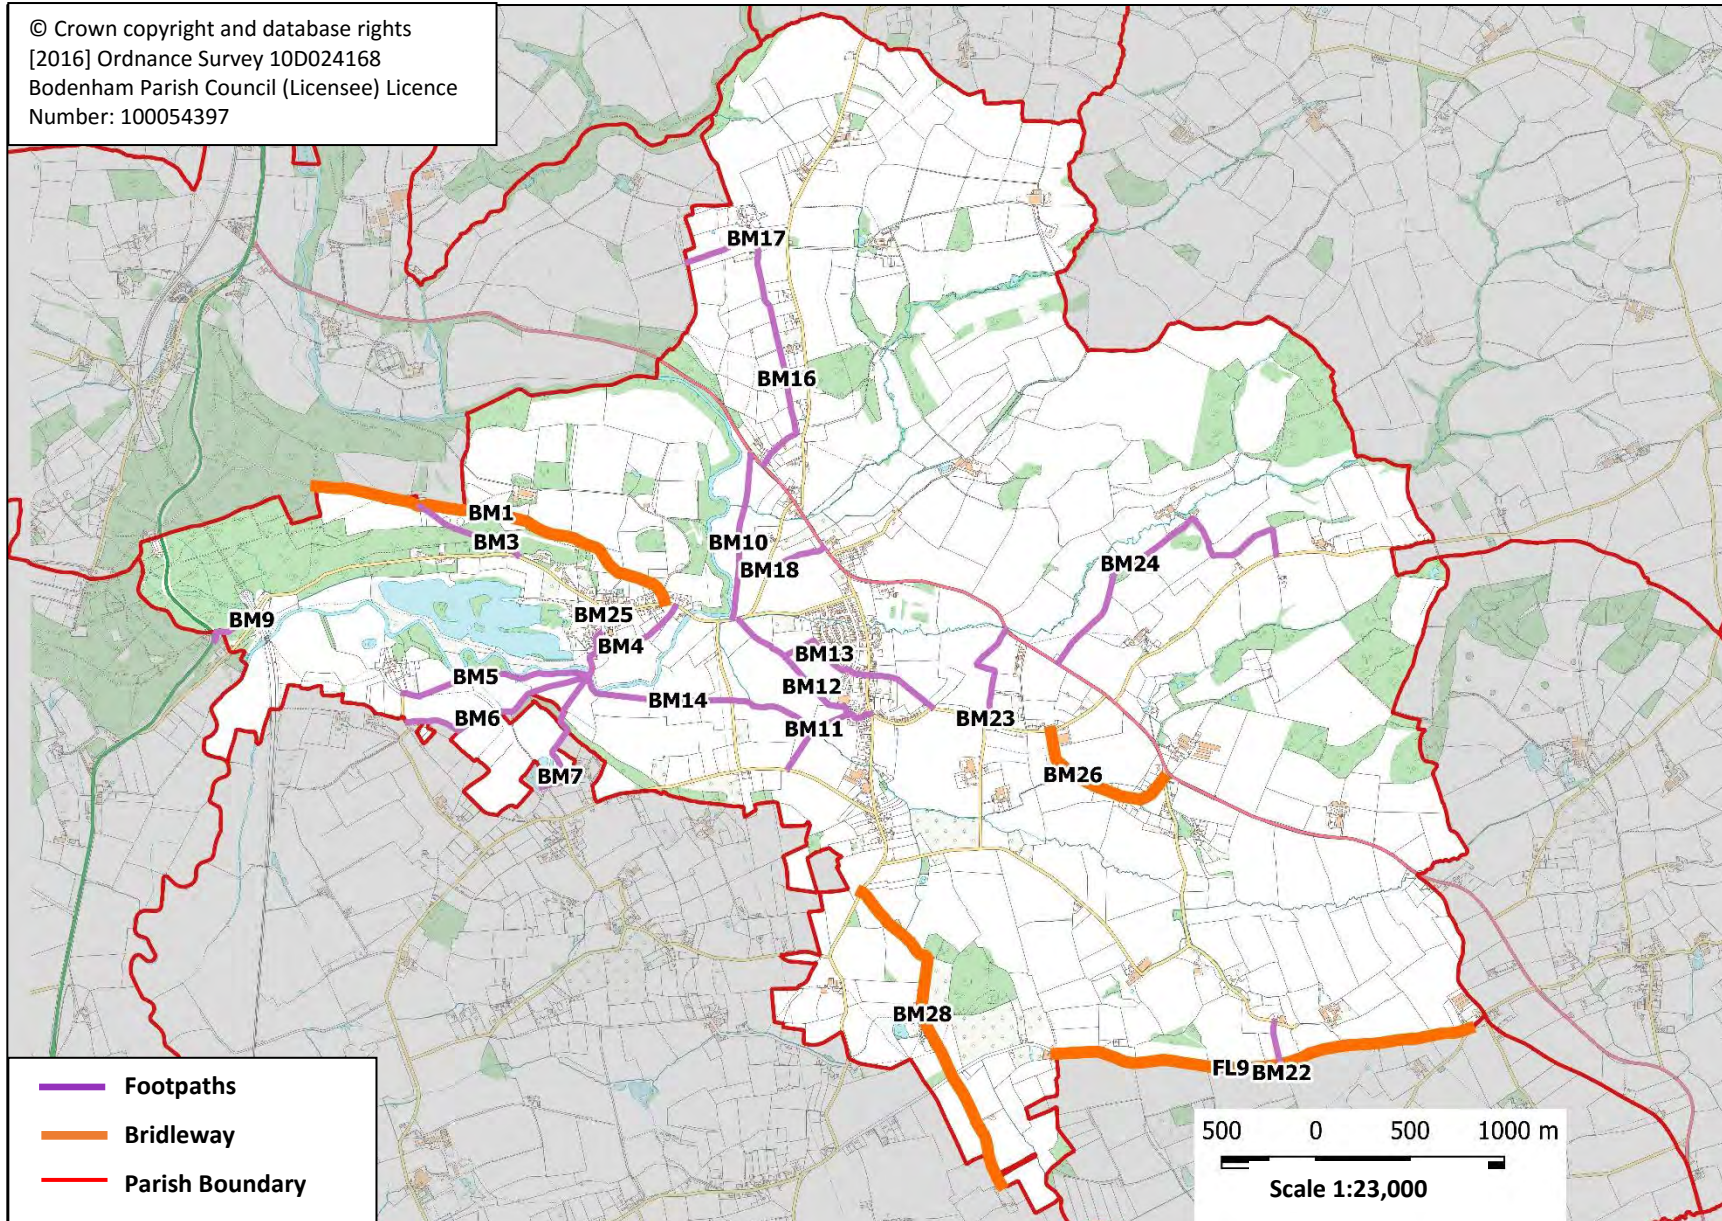 © Crown copyright and database rights
[2016] Ordnance Survey 10D024168
Bodenham Parish Council (Licensee) Licence
Number: 100054397
BM17
BM16
BM1
BM3
BM10
BM18
BM24
BM25
BM9
BM4
BM13
BM5
BM12
BM14
BM6
BM23
BM11
BM7
BM26
BM28
FL9
BM22
Footpaths
Bridleway
Parish Boundary
500 0 500 1000 m
Scale 1:23,000